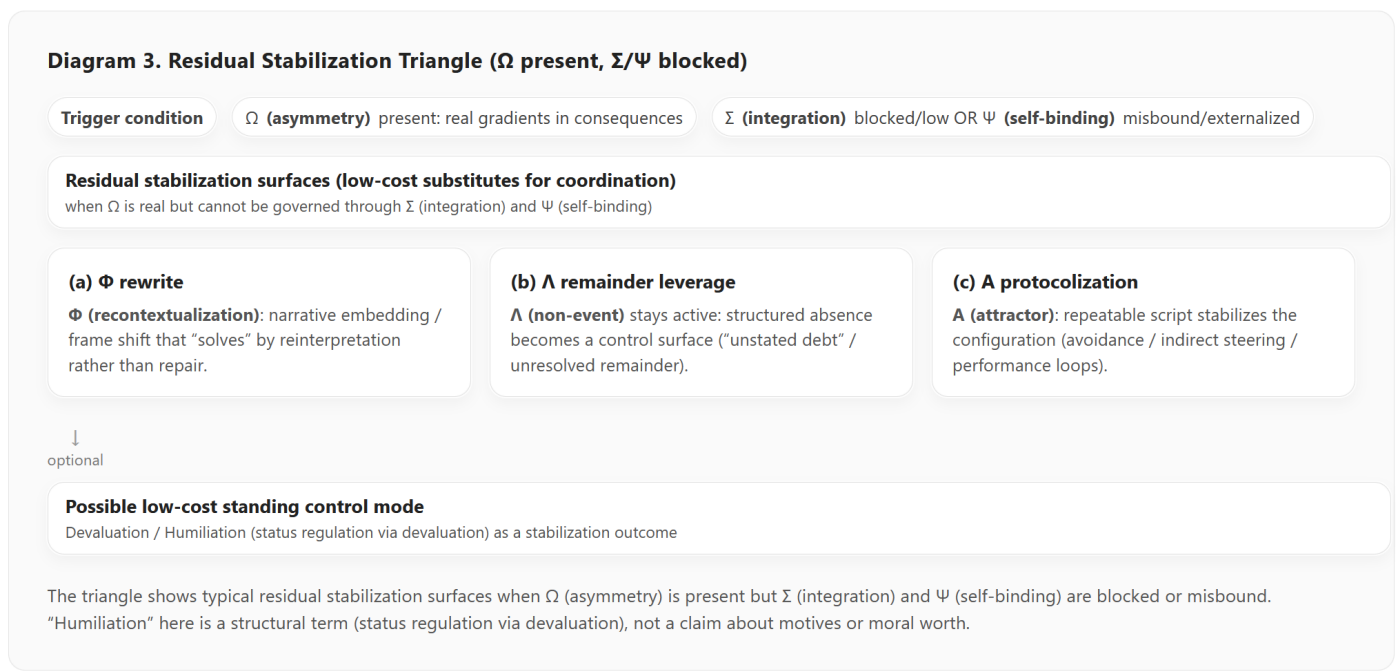 Diagram 3. Residual Stabilization Triangle (Ω present, Σ/Ψ blocked)
Trigger condition
Ω (asymmetry) present: real gradients in consequences
Σ (integration) blocked/low OR Ψ (self-binding) misbound/externalized
Residual stabilization surfaces (low-cost substitutes for coordination)
when Ω is real but cannot be governed through Σ (integration) and Ψ (self-binding)
(a) Φ rewrite
Φ (recontextualization): narrative embedding /
frame shift that “solves” by reinterpretation
rather than repair.
(b) Λ remainder leverage
Λ (non-event) stays active: structured absence
becomes a control surface (“unstated debt” /
unresolved remainder).
(c) A protocolization
A (attractor): repeatable script stabilizes the
configuration (avoidance / indirect steering /
performance loops).
↓
optional
Possible low-cost standing control mode
Devaluation / Humiliation (status regulation via devaluation) as a stabilization outcome
The triangle shows typical residual stabilization surfaces when Ω (asymmetry) is present but Σ (integration) and Ψ (self-binding) are blocked or misbound.
“Humiliation” here is a structural term (status regulation via devaluation), not a claim about motives or moral worth.